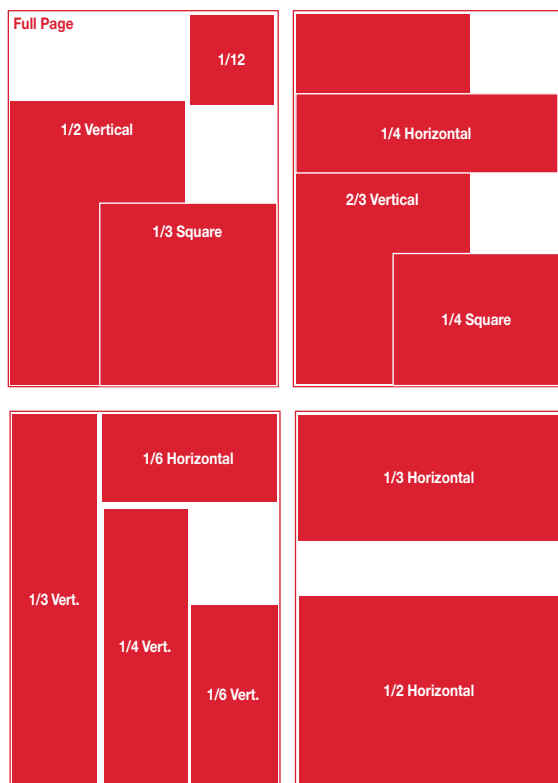 Full Page
1/12
1/2 Vertical
1/3 Square
1/4 Horizontal
2/3 Vertical
1/4 Square
1/6 Horizontal
1/3 Vert.
1/4 Vert.
1/6 Vert.
1/3 Horizontal
1/2 Horizontal